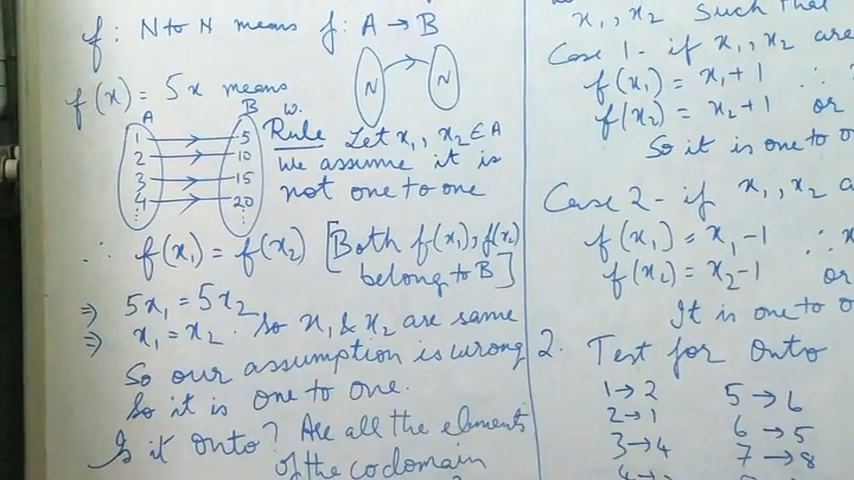 f : N to N means f: A → B
N N
f(x) = 5x means
A B
1 → 5
2 → 10
3 → 15
4 → 20
Rule Let x₁, x₂ ∈ A
We assume it is
not one to one
∴ f(x₁) = f(x₂) [Both f(x₁), f(x₂)
belong to B]
⇒ 5x₁ = 5x₂
⇒ x₁ = x₂. So x₁ & x₂ are same
So our assumption is wrong
So it is one to one.
Is it onto? Are all the elements
of the codomain
x₁, x₂ such that
Case 1 - if x₁, x₂ are
f(x₁) = x₁+1 ∴
f(x₂) = x₂+1 or
So it is one to
Case 2 - if x₁, x₂
f(x₁) = x₁-1 ∴ x
f(x₂) = x₂-1 or
It is one to
2. Test for Onto
1→2 5→6
2→1 6→5
3→4 7→8